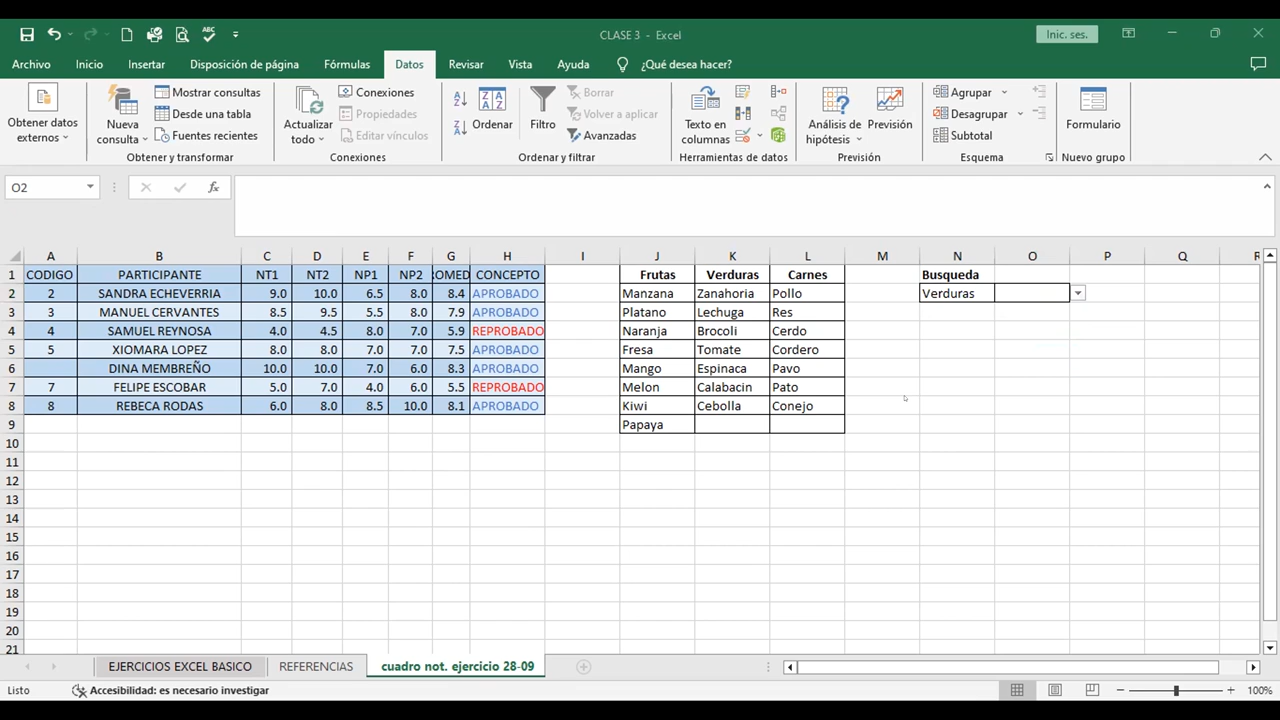 ABC
CLASE 3 - Excel
Inic. ses.
Archivo Inicio Insertar Disposición de página Fórmulas Datos Revisar Vista Ayuda ¿Qué desea hacer?
Obtener datos externos
Nueva consulta
Mostrar consultas
Desde una tabla
Fuentes recientes
Obtener y transformar
Actualizar todo
Conexiones
Propiedades
Editar vínculos
Conexiones
Ordenar
Filtro
Borrar
Volver a aplicar
Avanzadas
Ordenar y filtrar
Texto en columnas
Herramientas de datos
Análisis de hipótesis
Previsión
Previsión
Agrupar
Desagrupar
Subtotal
Esquema
Formulario
Nuevo grupo
O2 fx
A B C D E F G H I J K L M N O P Q R
1 CODIGO PARTICIPANTE NT1 NT2 NP1 NP2 ROMED CONCEPTO Frutas Verduras Carnes Busqueda
2 2 SANDRA ECHEVERRIA 9.0 10.0 6.5 8.0 8.4 APROBADO Manzana Zanahoria Pollo Verduras
3 3 MANUEL CERVANTES 8.5 9.5 5.5 8.0 7.9 APROBADO Platano Lechuga Res
4 4 SAMUEL REYNOSA 4.0 4.5 8.0 7.0 5.9 REPROBADO Naranja Brocoli Cerdo
5 5 XIOMARA LOPEZ 8.0 8.0 7.0 7.0 7.5 APROBADO Fresa Tomate Cordero
6 DINA MEMBREÑO 10.0 10.0 7.0 6.0 8.3 APROBADO Mango Espinaca Pavo
7 7 FELIPE ESCOBAR 5.0 7.0 4.0 6.0 5.5 REPROBADO Melon Calabacin Pato
8 8 REBECA RODAS 6.0 8.0 8.5 10.0 8.1 APROBADO Kiwi Cebolla Conejo
9 Papaya
10
11
12
13
14
15
16
17
18
19
20
21
EJERCICIOS EXCEL BASICO REFERENCIAS cuadro not. ejercicio 28-09
Listo Accesibilidad: es necesario investigar 100%